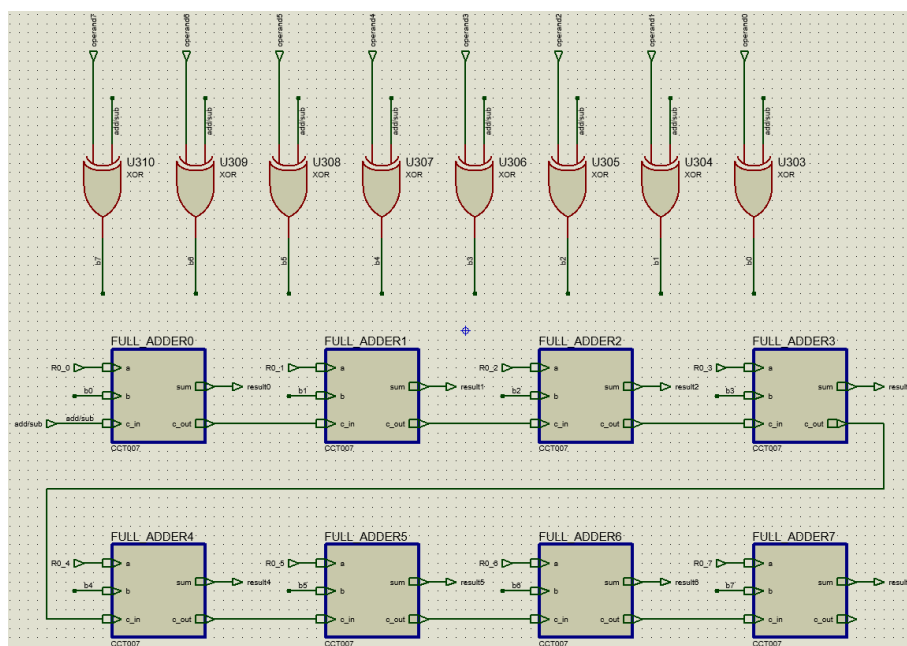 operand7 operand6 operand5 operand4 operand3 operand2 operand1 operand0
add/sub add/sub add/sub add/sub add/sub add/sub add/sub add/sub
U310 U309 U308 U307 U306 U305 U304 U303
XOR XOR XOR XOR XOR XOR XOR XOR
b7 b6 b5 b4 b3 b2 b1 b0
FULL_ADDER0 FULL_ADDER1 FULL_ADDER2 FULL_ADDER3
R0_0 a R0_1 a R0_2 a R0_3 a
sum result0 sum result1 sum result2 sum result
b0 b b1 b b2 b b3 b
add/sub add/sub c_in c_out c_in c_out c_in c_out c_in c_out
CCT007 CCT007 CCT007 CCT007
FULL_ADDER4 FULL_ADDER5 FULL_ADDER6 FULL_ADDER7
R0_4 a R0_5 a R0_6 a R0_7 a
sum result4 sum result5 sum result6 sum result
b4 b b5 b b6 b b7 b
c_in c_out c_in c_out c_in c_out c_in c_out
CCT007 CCT007 CCT007 CCT007